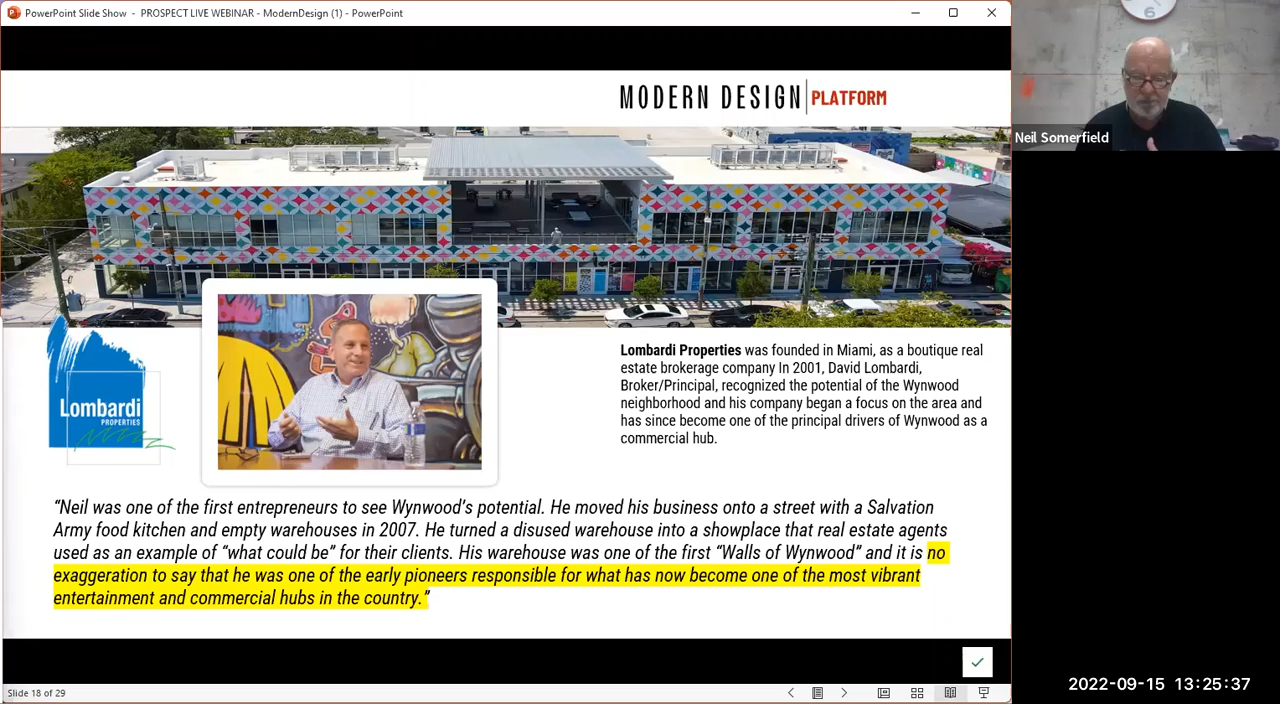 PowerPoint Slide Show - PROSPECT LIVE WEBINAR - ModernDesign (1) - PowerPoint
MODERN DESIGN PLATFORM
Neil Somerfield
Lombardi
PROPERTIES
Lombardi Properties was founded in Miami, as a boutique real
estate brokerage company In 2001, David Lombardi,
Broker/Principal, recognized the potential of the Wynwood
neighborhood and his company began a focus on the area and
has since become one of the principal drivers of Wynwood as a
commercial hub.
“Neil was one of the first entrepreneurs to see Wynwood’s potential. He moved his business onto a street with a Salvation
Army food kitchen and empty warehouses in 2007. He turned a disused warehouse into a showplace that real estate agents
used as an example of “what could be” for their clients. His warehouse was one of the first “Walls of Wynwood” and it is no
exaggeration to say that he was one of the early pioneers responsible for what has now become one of the most vibrant
entertainment and commercial hubs in the country.”
Slide 18 of 29
2022-09-15 13:25:37